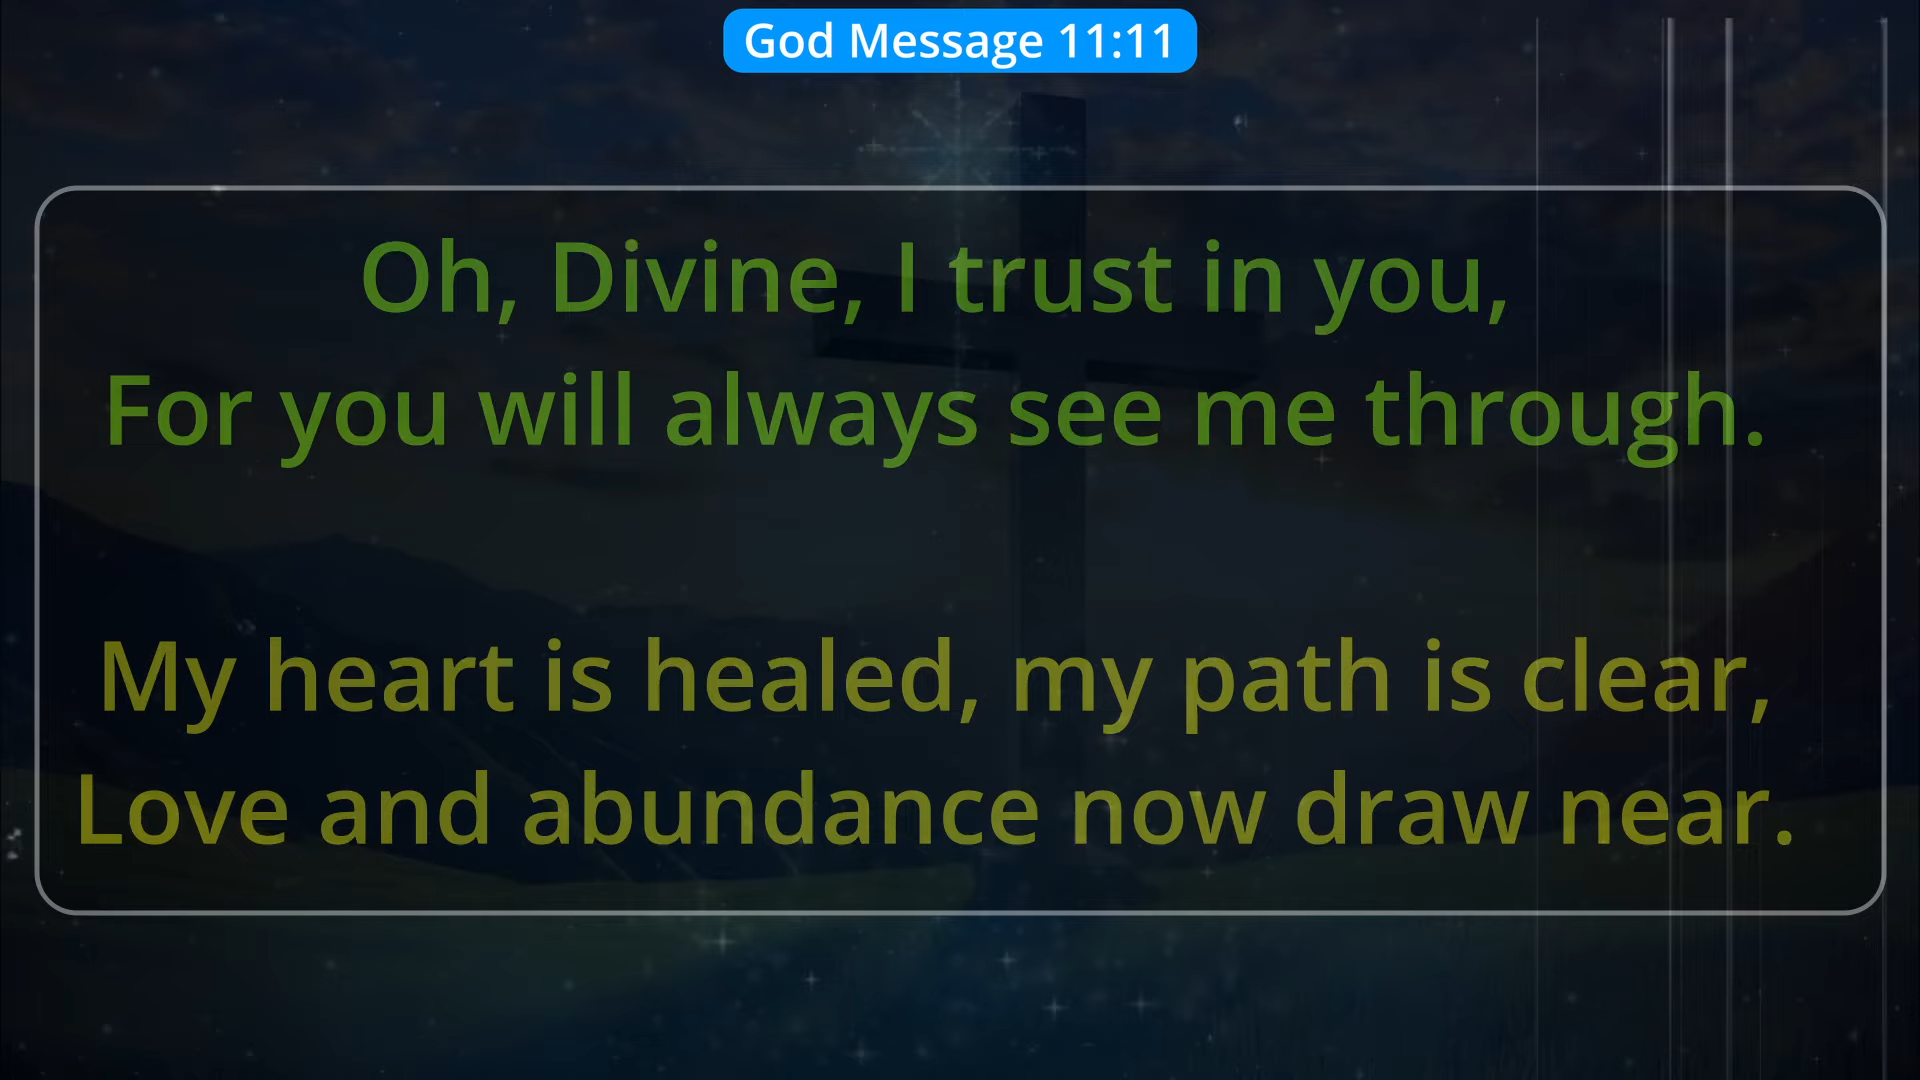 God Message 11:11
Oh, Divine, I trust in you,
For you will always see me through.
My heart is healed, my path is clear,
Love and abundance now draw near.